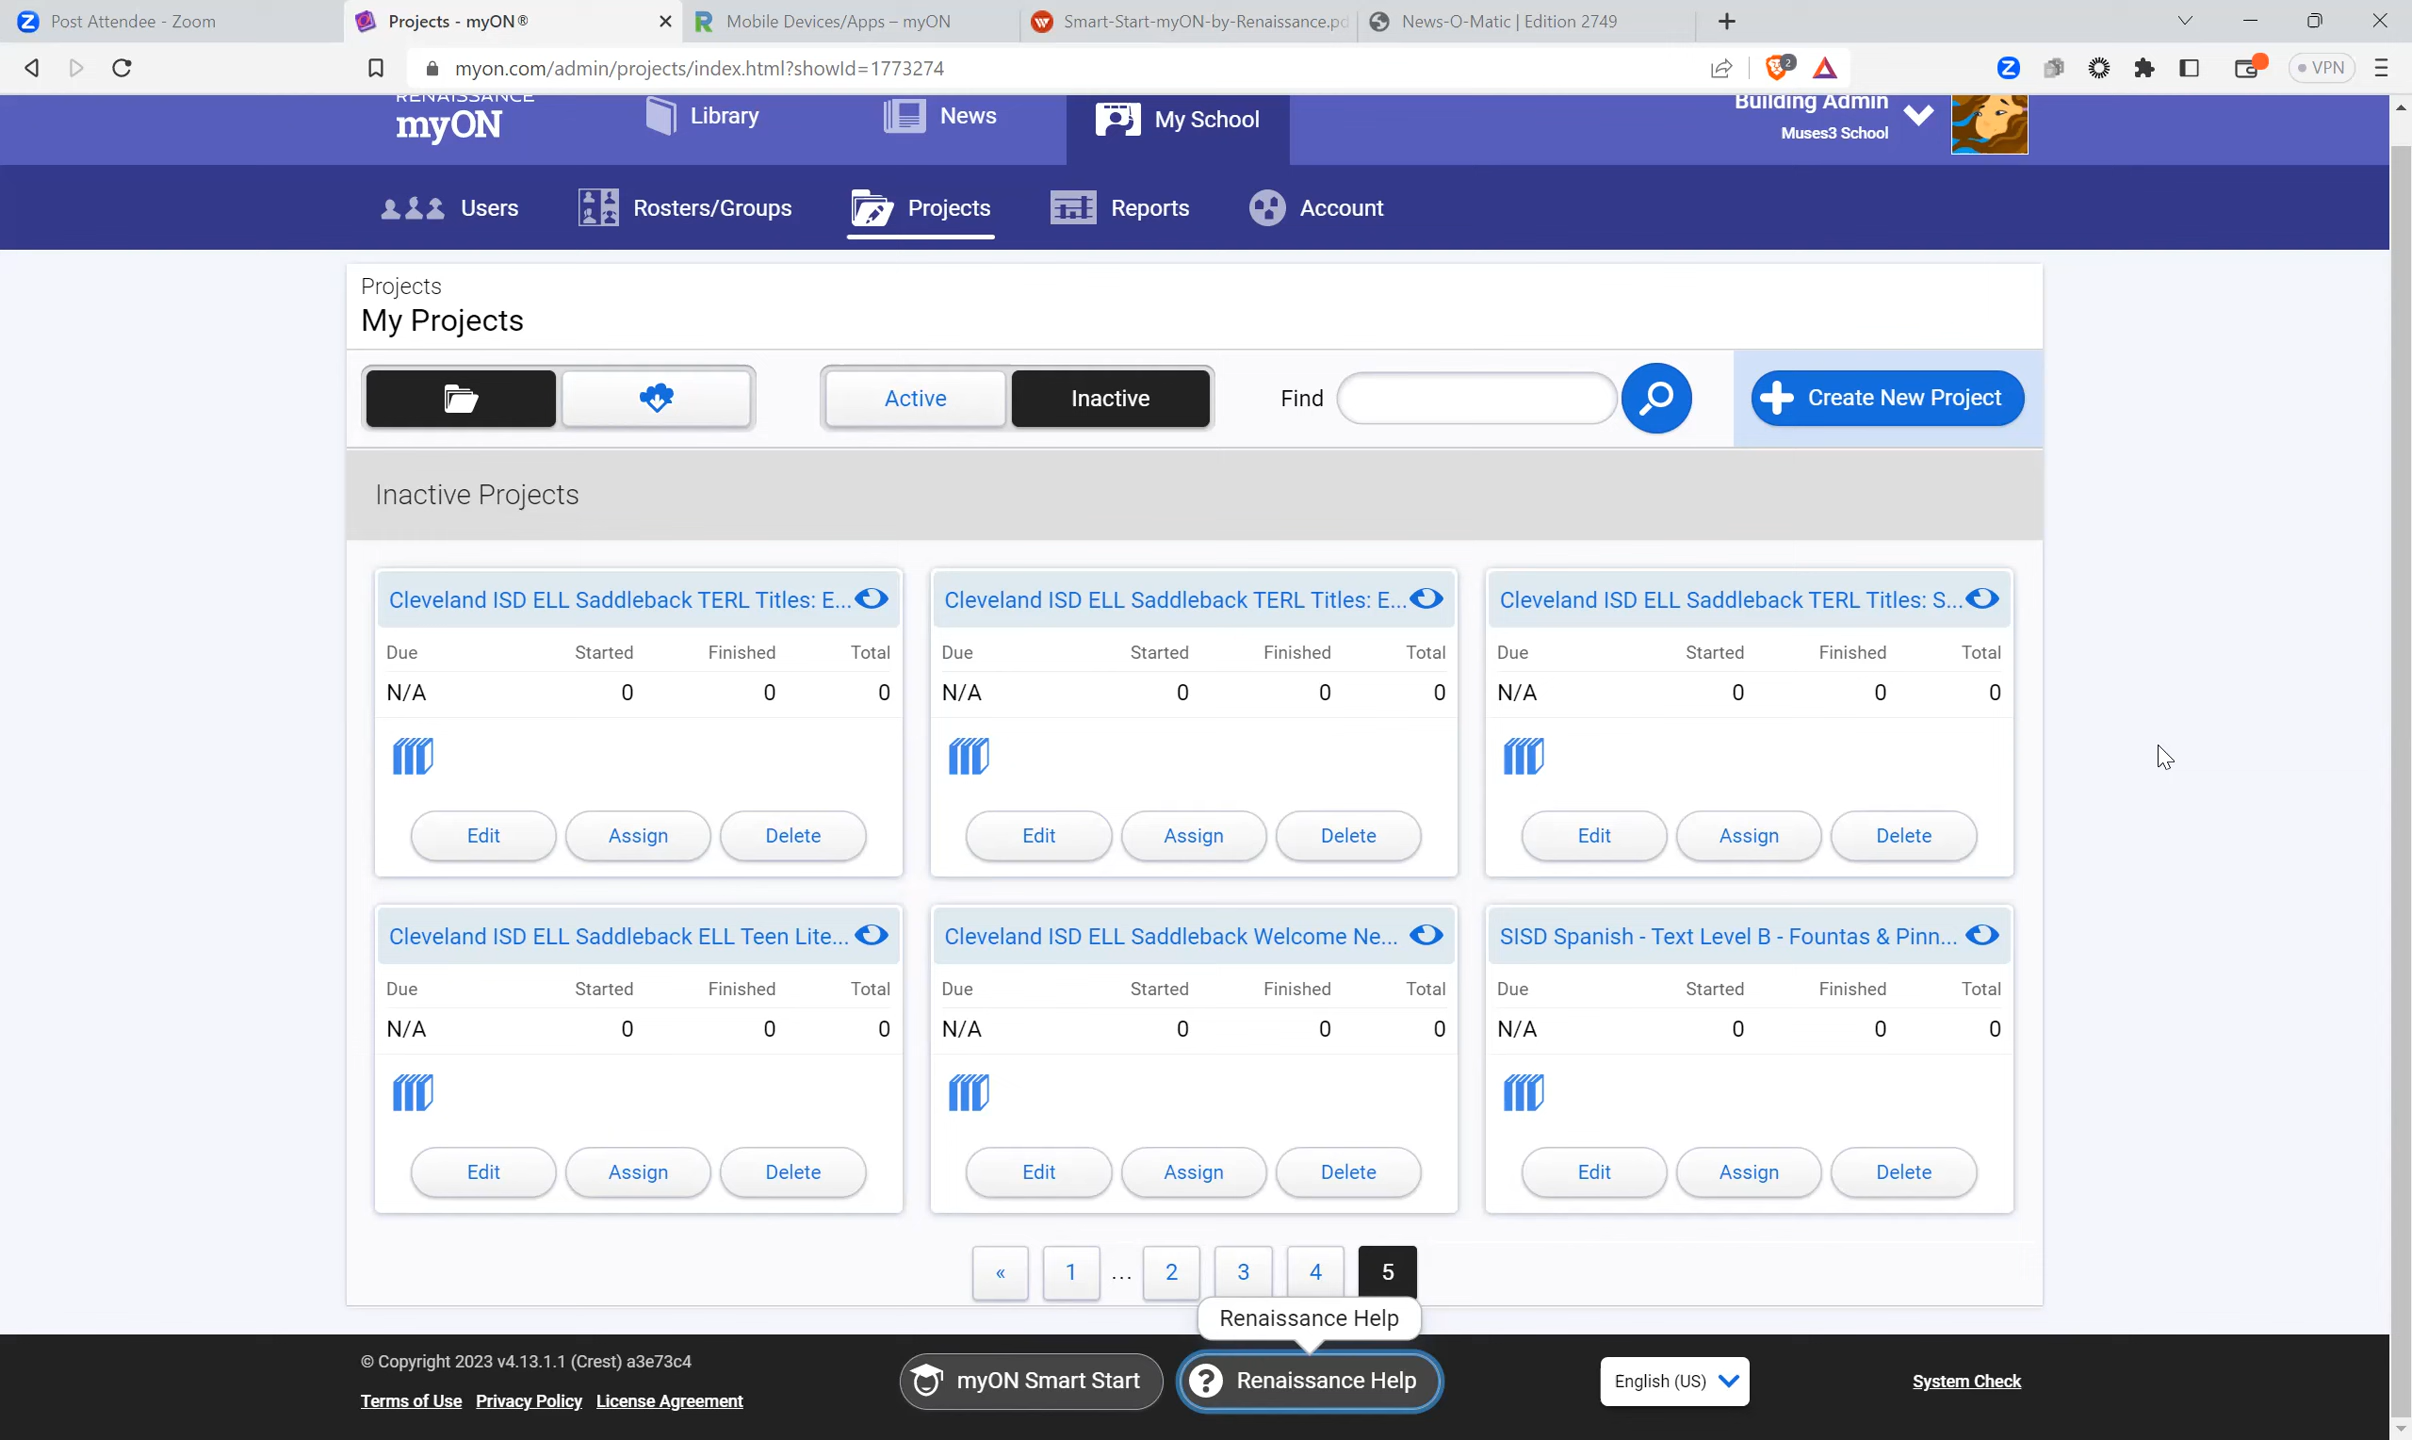 Post Attendee - Zoom
Projects - myON®
Mobile Devices/Apps – myON
Smart-Start-myON-by-Renaissance.pd
News-O-Matic | Edition 2749
myon.com/admin/projects/index.html?showId=1773274
2
VPN
RENAISSANCE
myON
Library
News
My School
Building Admin
Muses3 School
Users
Rosters/Groups
Projects
Reports
Account
Projects
My Projects
Active
Inactive
Find
Create New Project
Inactive Projects
Cleveland ISD ELL Saddleback TERL Titles: E...
Cleveland ISD ELL Saddleback TERL Titles: E...
Cleveland ISD ELL Saddleback TERL Titles: S...
Due Started Finished Total
Due Started Finished Total
Due Started Finished Total
N/A 0 0 0
N/A 0 0 0
N/A 0 0 0
Edit Assign Delete
Edit Assign Delete
Edit Assign Delete
Cleveland ISD ELL Saddleback ELL Teen Lite...
Cleveland ISD ELL Saddleback Welcome Ne...
SISD Spanish - Text Level B - Fountas & Pinn...
Due Started Finished Total
Due Started Finished Total
Due Started Finished Total
N/A 0 0 0
N/A 0 0 0
N/A 0 0 0
Edit Assign Delete
Edit Assign Delete
Edit Assign Delete
« 1 ... 2 3 4 5
Renaissance Help
© Copyright 2023 v4.13.1.1 (Crest) a3e73c4
Terms of Use Privacy Policy License Agreement
myON Smart Start
Renaissance Help
English (US)
System Check